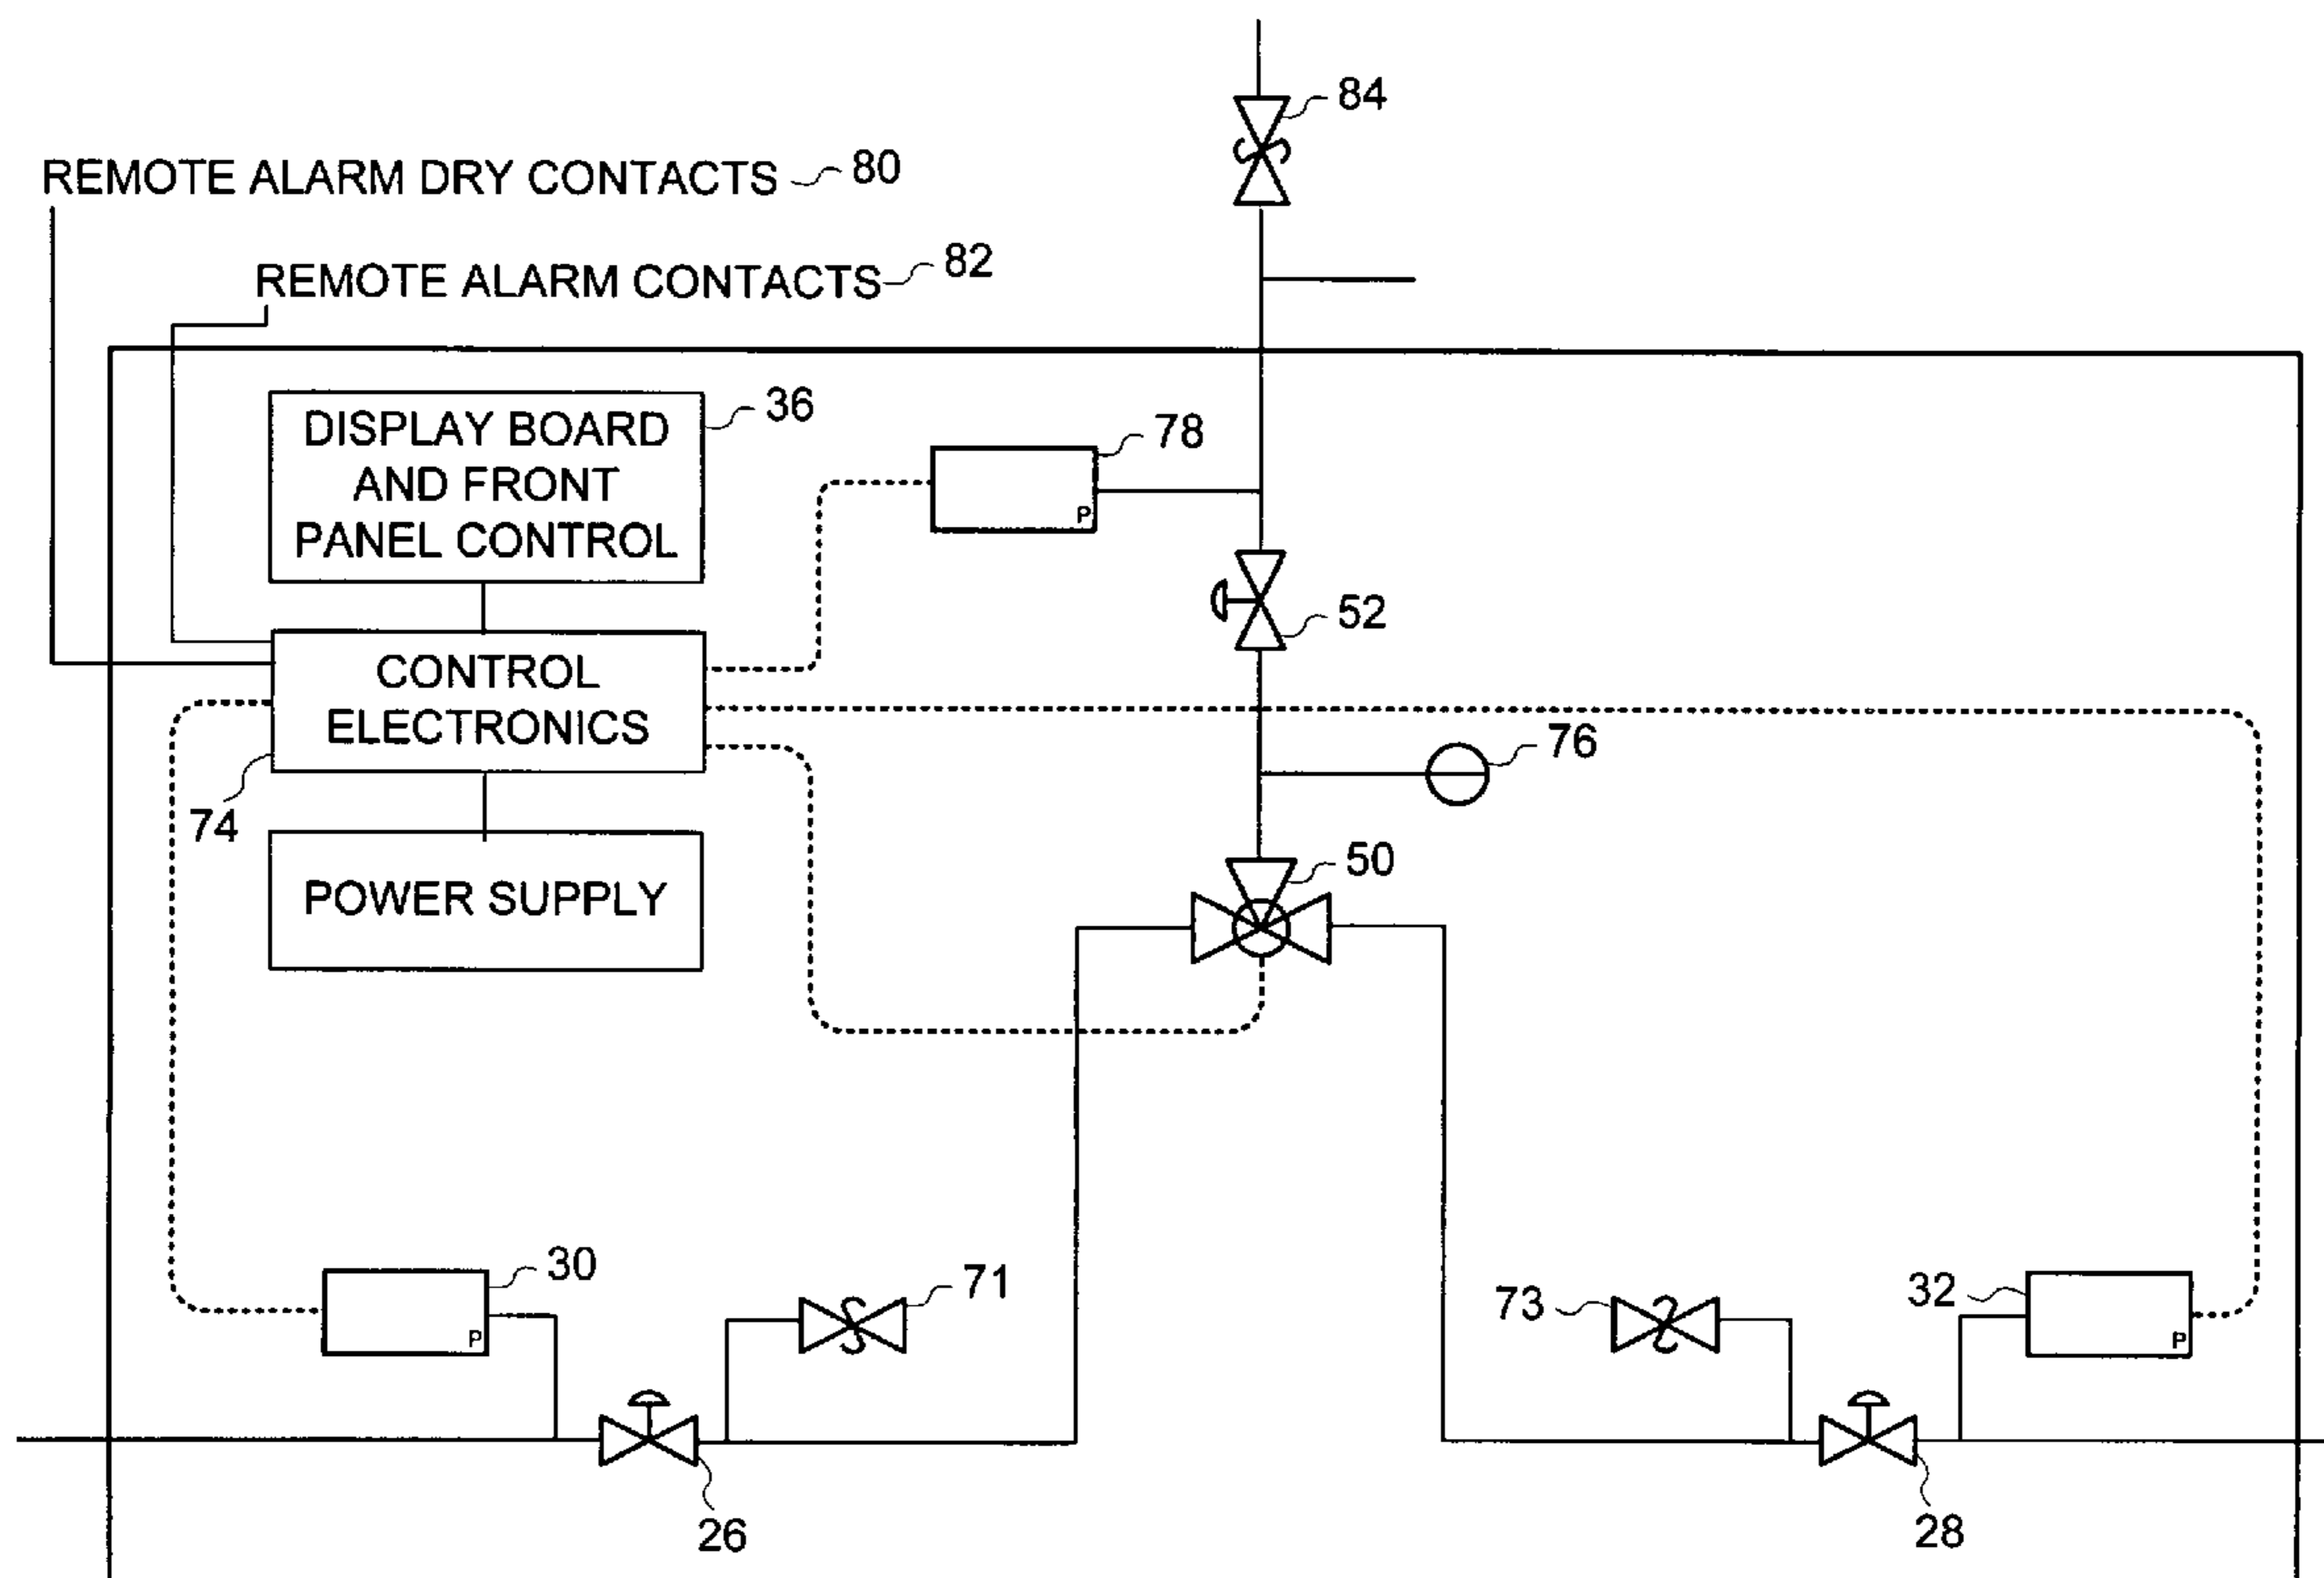 84
REMOTE ALARM DRY CONTACTS 80
REMOTE ALARM CONTACTS 82
DISPLAY BOARD
AND FRONT
PANEL CONTROL
36
78
P
52
CONTROL
ELECTRONICS
74
76
POWER SUPPLY
50
30
P
71
73
32
P
26
28